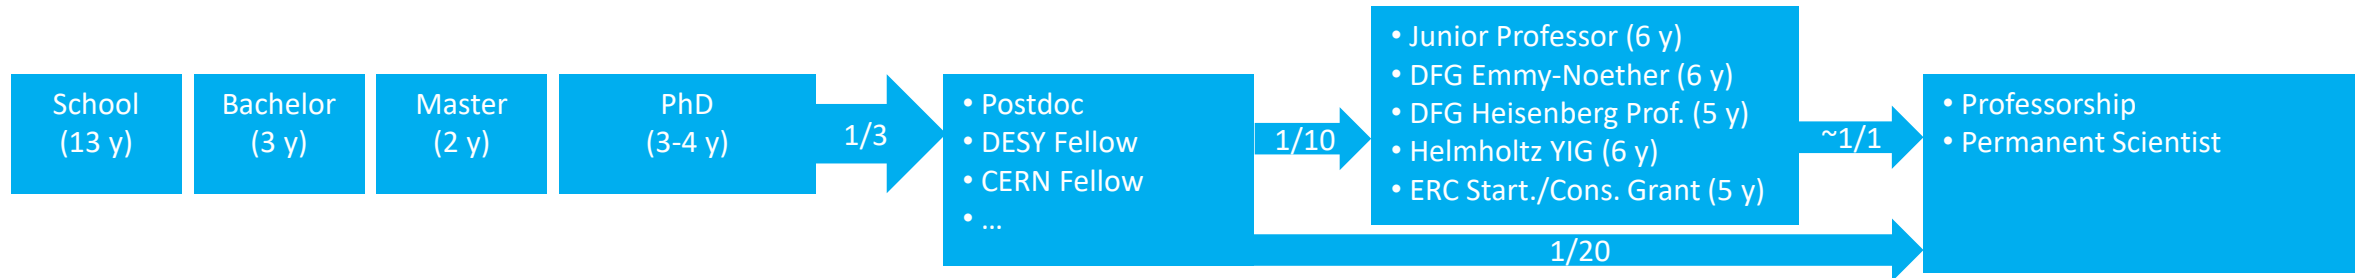 School
(13 y)
Bachelor
(3 y)
Master
(2 y)
PhD
(3-4 y)
1/3
• Postdoc
• DESY Fellow
• CERN Fellow
• ...
1/10
• Junior Professor (6 y)
• DFG Emmy-Noether (6 y)
• DFG Heisenberg Prof. (5 y)
• Helmholtz YIG (6 y)
• ERC Start./Cons. Grant (5 y)
~1/1
• Professorship
• Permanent Scientist
1/20